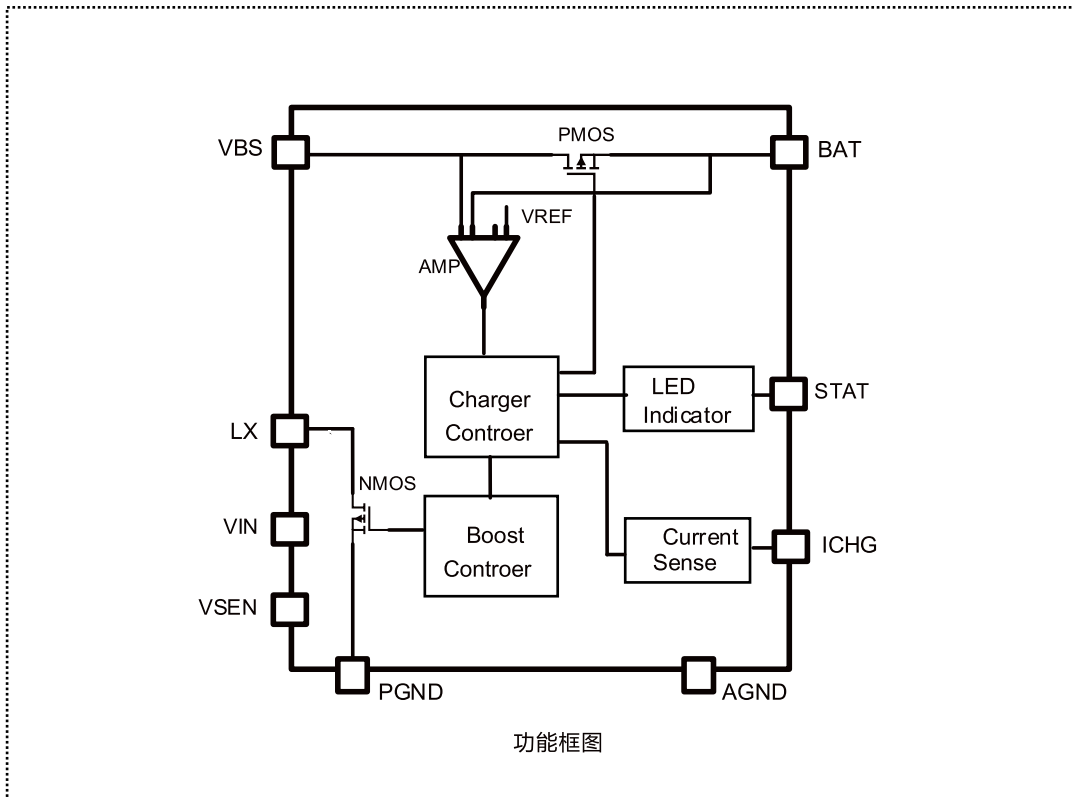 PMOS
VBS
BAT
VREF
AMP
Charger
Controer
LED
Indicator
STAT
LX
NMOS
VIN
Boost
Controer
Current
Sense
ICHG
VSEN
PGND
AGND
功能框图